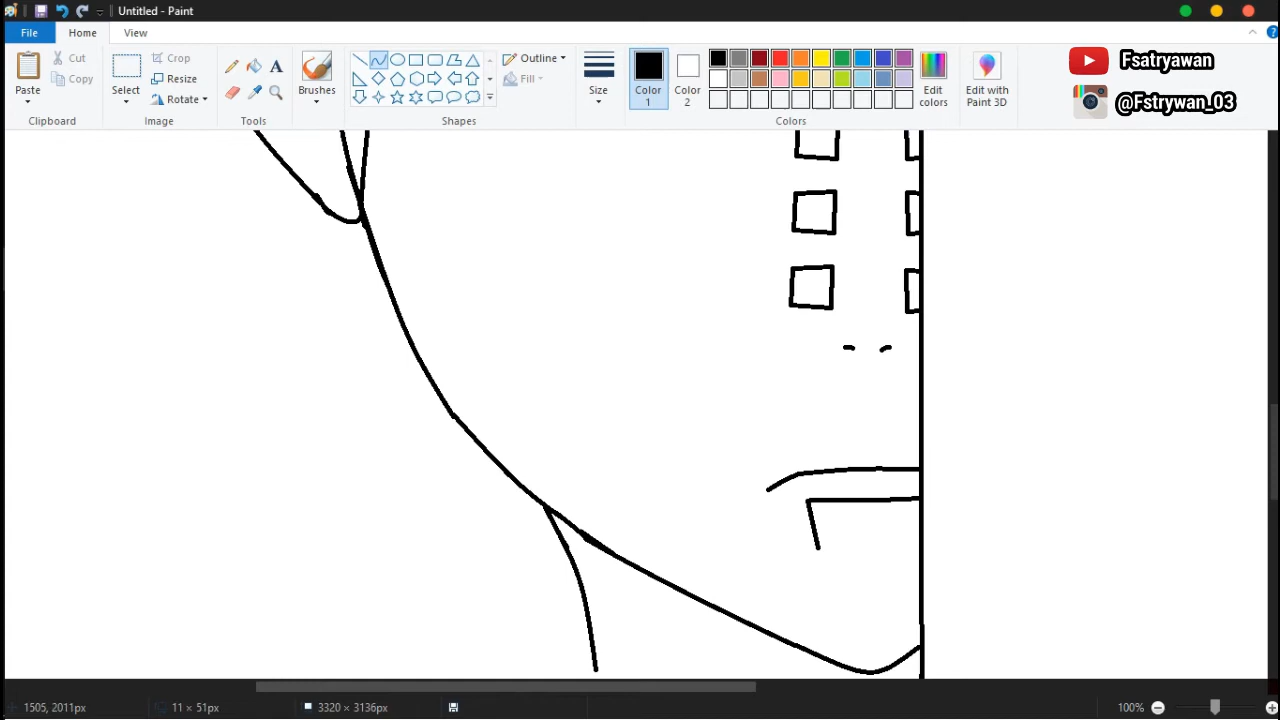 Untitled - Paint
File
Home
View
Paste
Cut
Copy
Clipboard
Select
Crop
Resize
Rotate
Image
Tools
Brushes
Shapes
Outline
Fill
Size
Color
1
Color
2
Colors
Edit
colors
Edit with
Paint 3D
Fsatryawan
@Fstrywan_03
1505, 2011px
11 × 51px
3320 × 3136px
100%